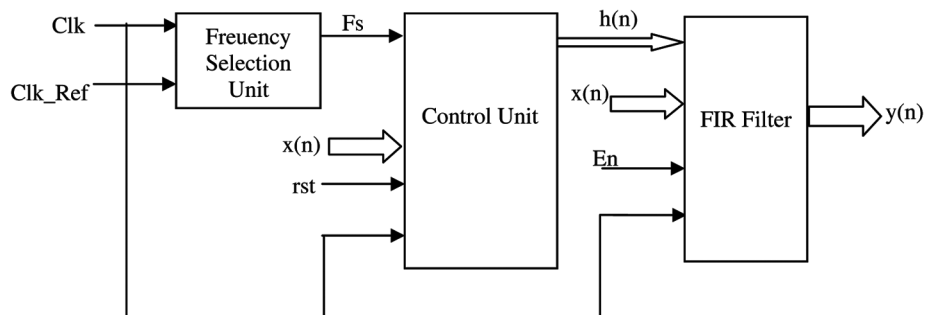 Clk
Clk_Ref
Freuency
Selection
Unit
Fs
x(n)
rst
Control Unit
h(n)
x(n)
En
FIR Filter
y(n)